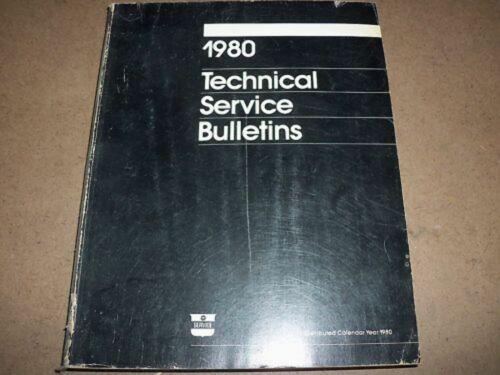 1980
Technical
Service
Bulletins
SERVICE
Distributed Calendar Year 1980